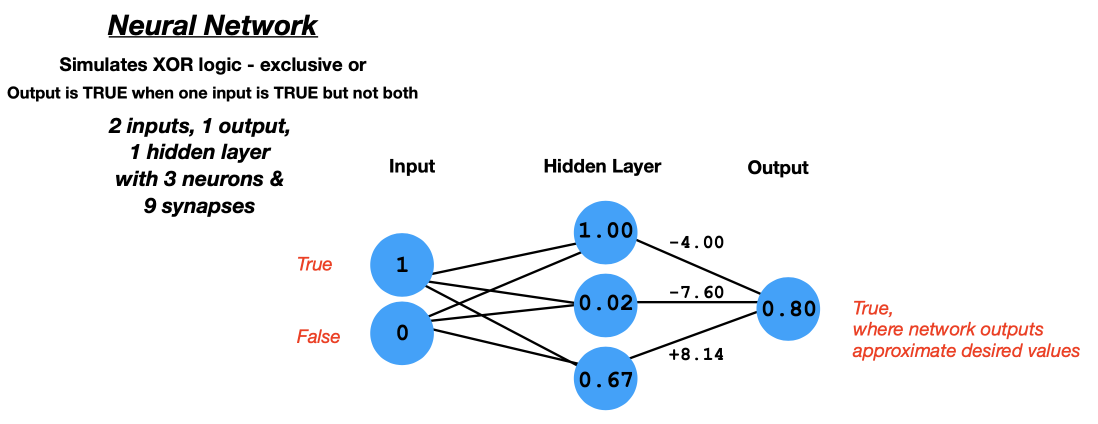 Neural Network
Simulates XOR logic - exclusive or
Output is TRUE when one input is TRUE but not both
2 inputs, 1 output,
1 hidden layer
with 3 neurons &
9 synapses
Input
Hidden Layer
Output
True
False
1
0
1.00
0.02
0.67
-4.00
-7.60
+8.14
0.80
True,
where network outputs
approximate desired values